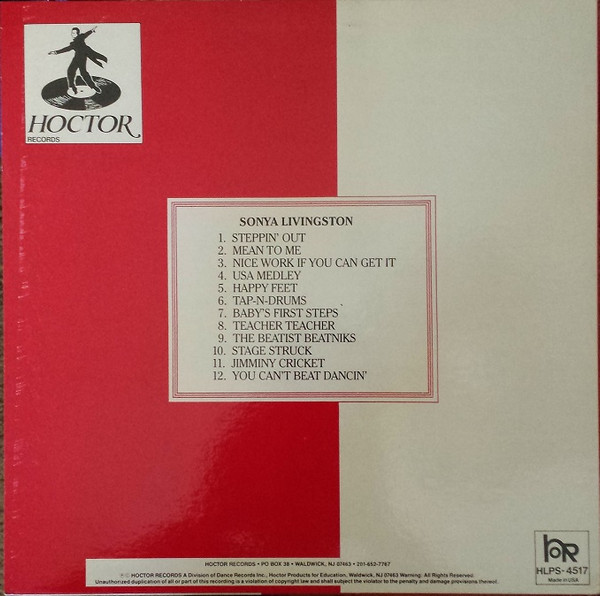 HOCTOR
RECORDS
SONYA LIVINGSTON
1. STEPPIN' OUT
2. MEAN TO ME
3. NICE WORK IF YOU CAN GET IT
4. USA MEDLEY
5. HAPPY FEET
6. TAP-N-DRUMS
7. BABY'S FIRST STEPS
8. TEACHER TEACHER
9. THE BEATIST BEATNIKS
10. STAGE STRUCK
11. JIMMINY CRICKET
12. YOU CAN'T BEAT DANCIN'
hR
HLPS-4517
Made in USA
HOCTOR RECORDS • PO BOX 38 • WALDWICK, NJ 07463 • 201-652-7767
Ⓟ © HOCTOR RECORDS A Division of Dance Records Inc., Hoctor Products for Education, Waldwick, NJ 07463 Warning: All Rights Reserved.
Unauthorized duplication of all or part of this recording is a violation of copyright law and shall subject the violator to the penalty and damage provisions thereof.